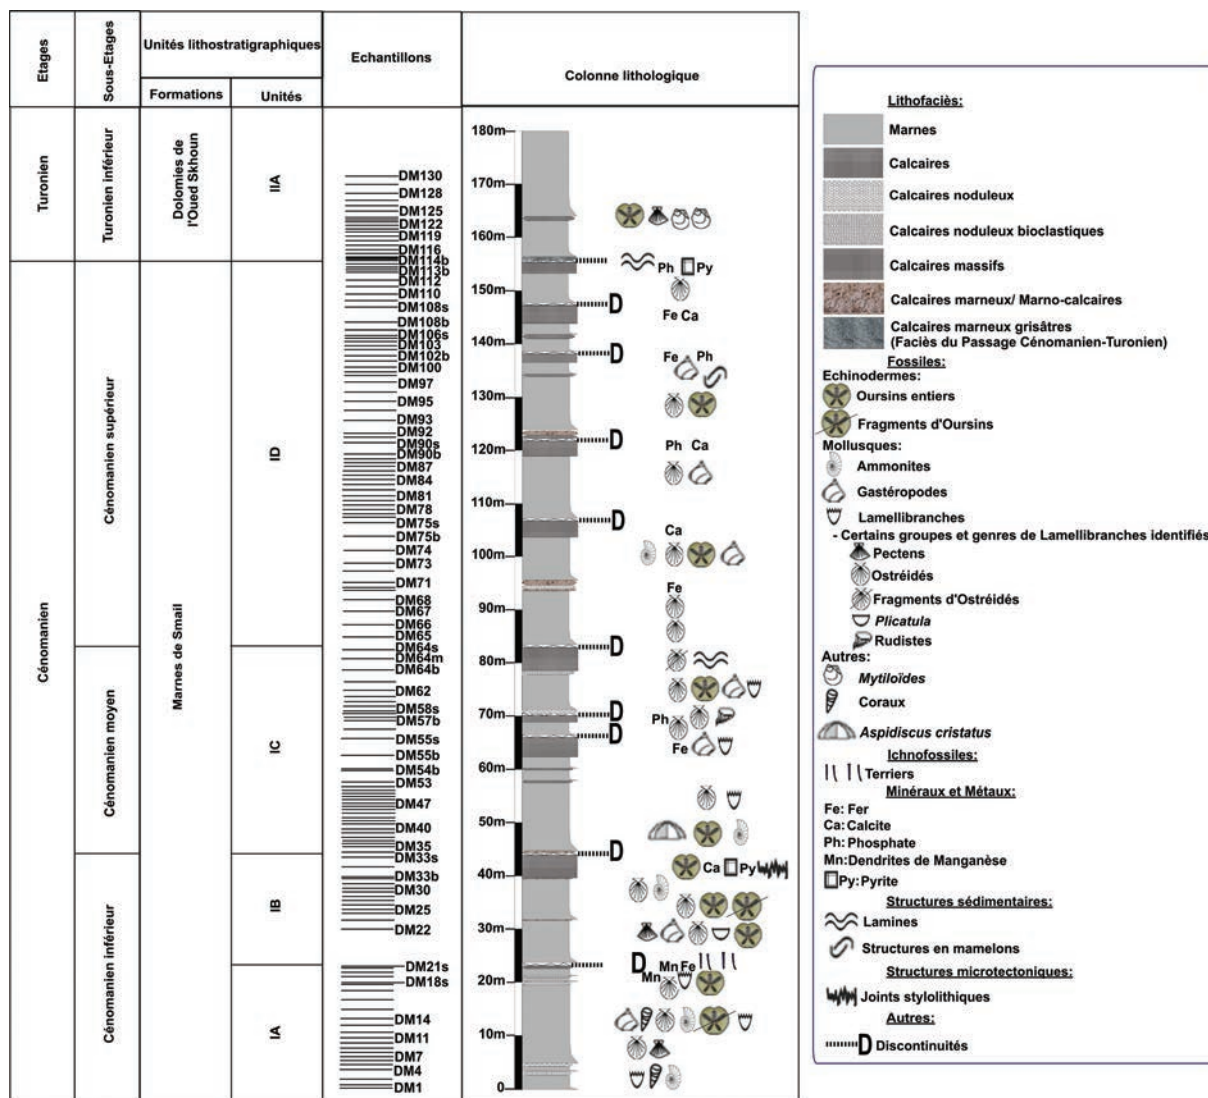 Etages
Sous-Etages
Unités lithostratigraphiques
Formations
Unités
Echantillons
Colonne lithologique
Turonien
Turonien inférieur
Dolomies de
l'Oued Skhoun
IIA
Cénomanien
Cénomanien supérieur
Cénomanien moyen
Cénomanien inférieur
Marnes de Smail
ID
IC
IB
IA
DM130
DM128
DM125
DM122
DM119
DM116
DM114b
DM113b
DM112
DM110
DM108s
DM108b
DM106s
DM103
DM102b
DM100
DM97
DM95
DM93
DM92
DM90s
DM90b
DM87
DM84
DM81
DM78
DM75s
DM75b
DM74
DM73
DM71
DM68
DM67
DM66
DM65
DM64s
DM64m
DM64b
DM62
DM58s
DM57b
DM55s
DM55b
DM54b
DM53
DM47
DM40
DM35
DM33s
DM33b
DM30
DM25
DM22
DM21s
DM18s
DM14
DM11
DM7
DM4
DM1
180m
170m
160m
150m
140m
130m
120m
110m
100m
90m
80m
70m
60m
50m
40m
30m
20m
10m
0
Ph Py
D
Fe Ca
D
Fe Ph
D
Ph Ca
D
Ca
Fe
D
D
Ph
D
Fe
D
Ca Py
D Mn Fe
Mn
Lithofaciès:
Marnes
Calcaires
Calcaires noduleux
Calcaires noduleux bioclastiques
Calcaires massifs
Calcaires marneux/ Marno-calcaires
Calcaires marneux grisâtres
(Faciès du Passage Cénomanien-Turonien)
Fossiles:
Echinodermes:
Oursins entiers
Fragments d'Oursins
Mollusques:
Ammonites
Gastéropodes
Lamellibranches
- Certains groupes et genres de Lamellibranches identifiés
Pectens
Ostréidés
Fragments d'Ostréidés
Plicatula
Rudistes
Autres:
Mytiloïdes
Coraux
Aspidiscus cristatus
Ichnofossiles:
Terriers
Minéraux et Métaux:
Fe: Fer
Ca: Calcite
Ph: Phosphate
Mn: Dendrites de Manganèse
Py: Pyrite
Structures sédimentaires:
Lamines
Structures en mamelons
Structures microtectoniques:
Joints stylolithiques
Autres:
D Discontinuités